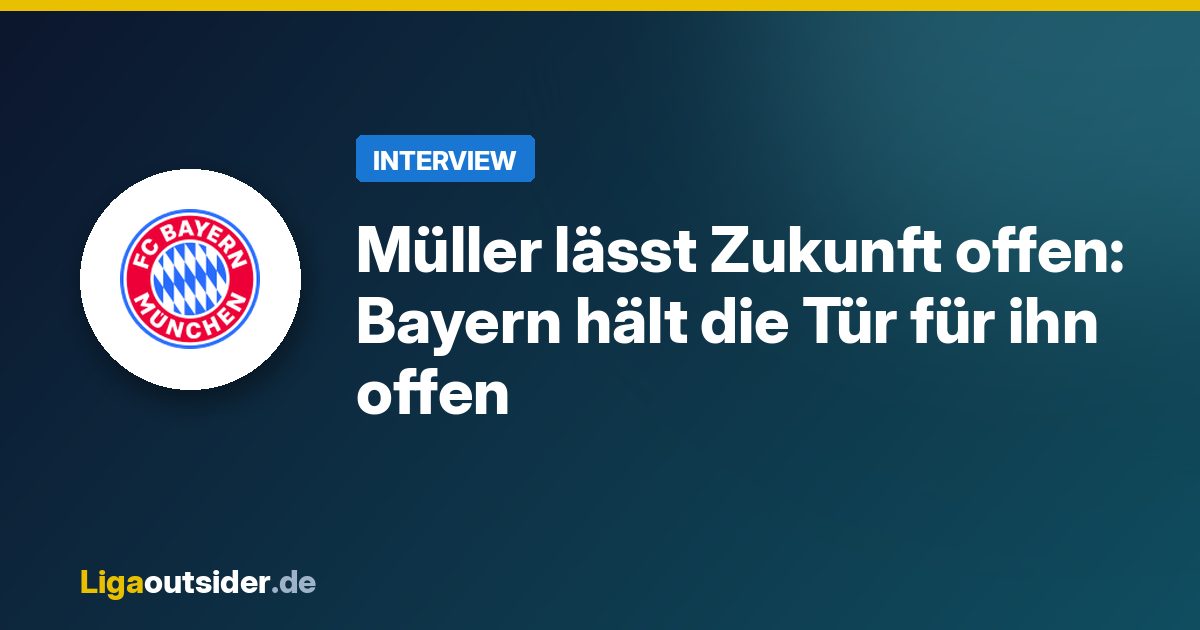 FC BAYERN
MÜNCHEN
INTERVIEW
Müller lässt Zukunft offen:
Bayern hält die Tür für ihn
offen
Ligaoutsider.de